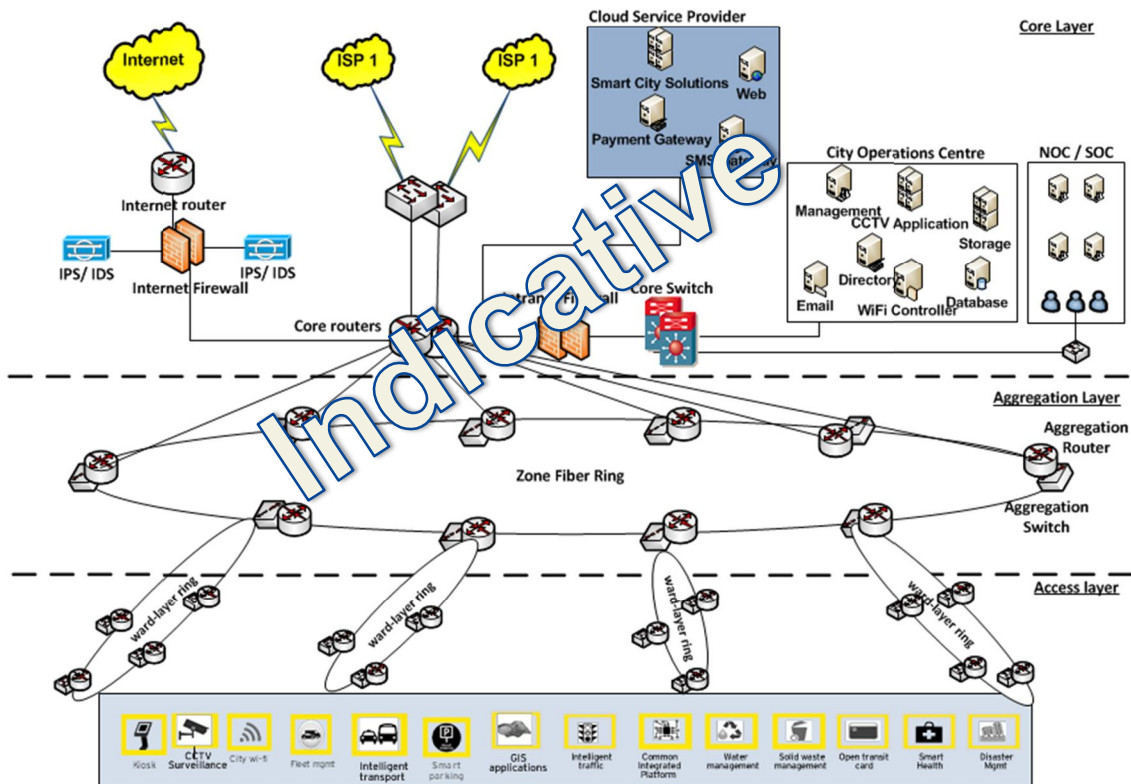 Core Layer
Internet
ISP 1
ISP 1
Cloud Service Provider
Smart City Solutions
Web
Payment Gateway
SMS
City Operations Centre
Management
CCTV Application
Storage
Directory
Email
WiFi Controller
Database
NOC / SOC
Internet router
IPS/ IDS
IPS/ IDS
Internet Firewall
Core routers
Firewall
Core Switch
Indicative
Aggregation Layer
Aggregation
Router
Zone Fiber Ring
Aggregation
Switch
Access layer
ward-layer ring
ward-layer ring
ward-layer ring
ward-layer ring
Kiosk
CCTV
Surveillance
City wi-fi
Fleet mgmt
Intelligent
transport
Smart
parking
GIS
applications
Intelligent
traffic
Common
Integrated
Platform
Water
management
Solid waste
management
Open transit
card
Smart
Health
Disaster
Mgmt